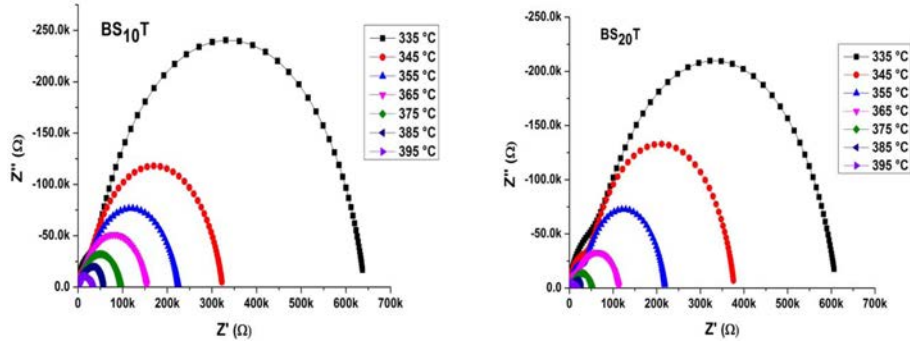 BS10T
-250.0k
-200.0k
-150.0k
-100.0k
-50.0k
0.0
Z'' (Ω)
0 100k 200k 300k 400k 500k 600k 700k
Z' (Ω)
335 °C
345 °C
355 °C
365 °C
375 °C
385 °C
395 °C
BS20T
-250.0k
-200.0k
-150.0k
-100.0k
-50.0k
0.0
Z'' (Ω)
0 100k 200k 300k 400k 500k 600k 700k
Z' (Ω)
335 °C
345 °C
355 °C
365 °C
375 °C
385 °C
395 °C